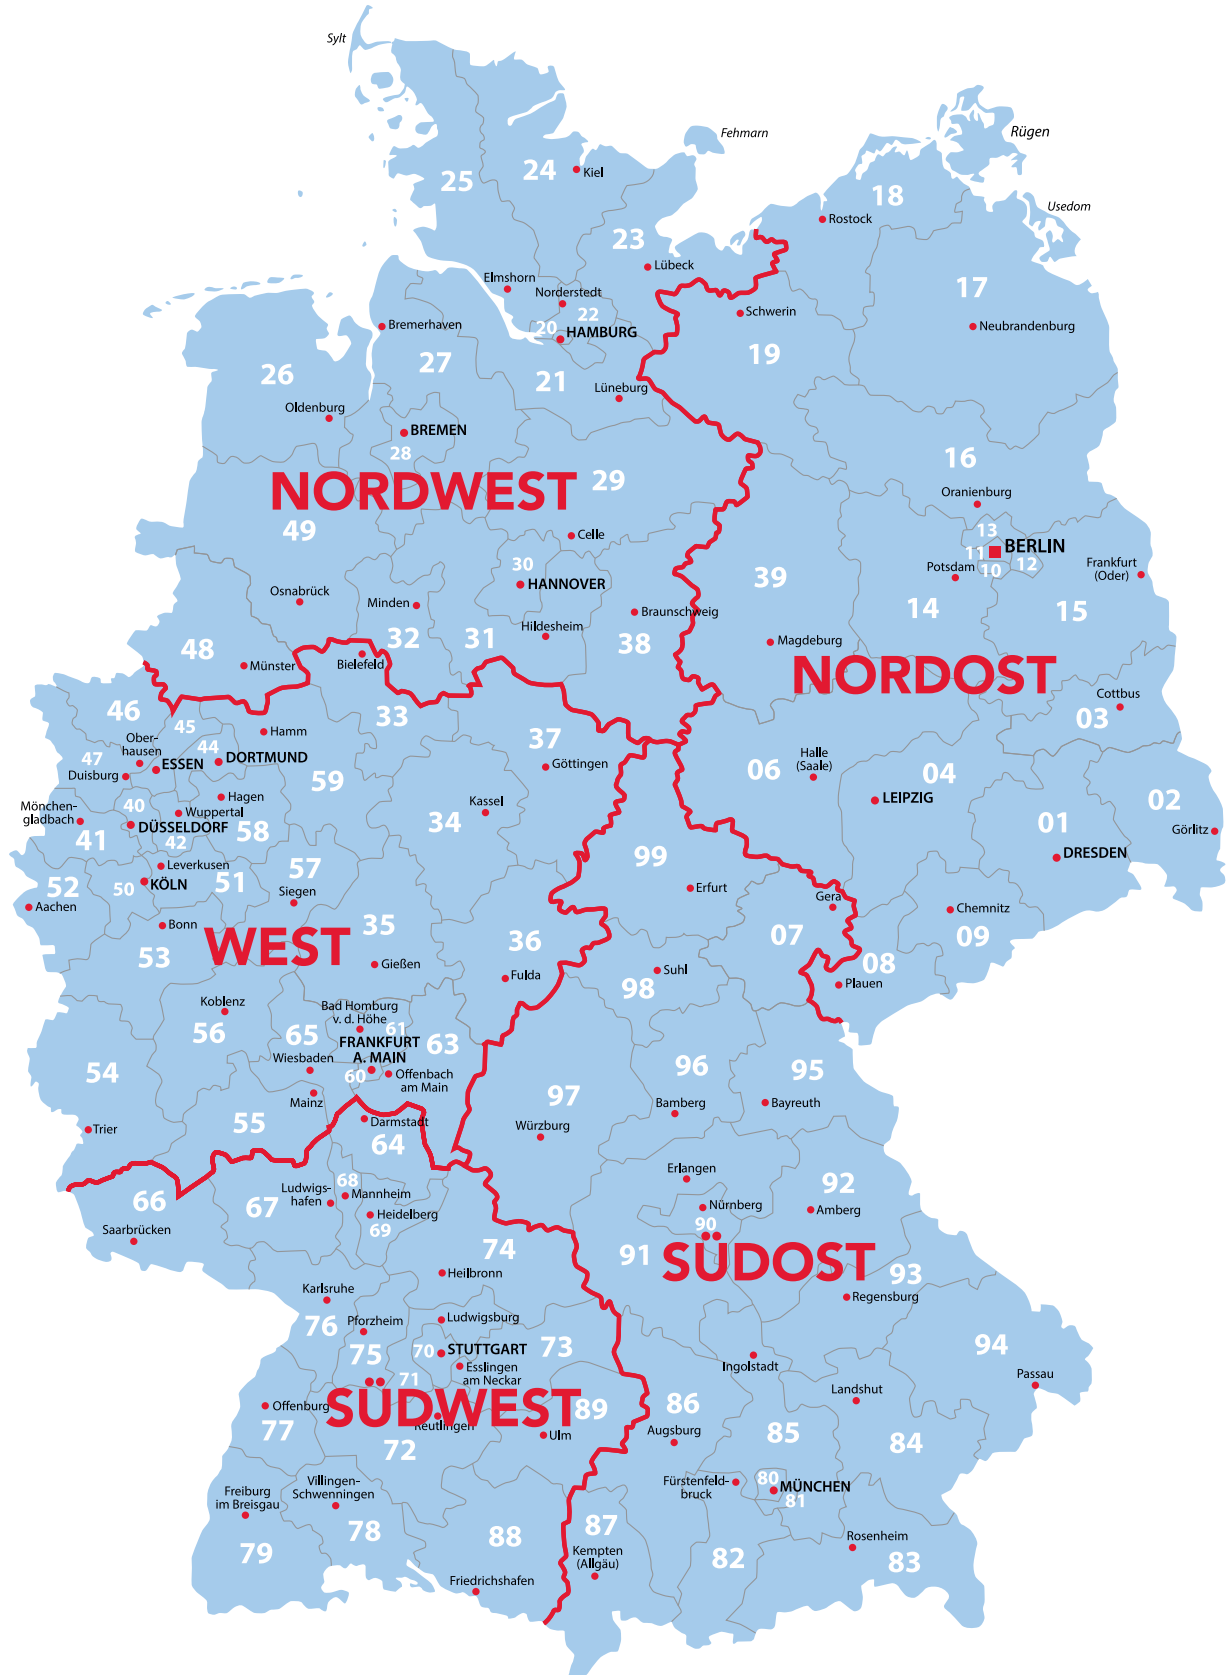 Sylt
Fehmarn
Rügen
25
24
Kiel
18
Usedom
Rostock
23
Lübeck
17
Elmshorn
Norderstedt
22
Schwerin
Bremerhaven
20
HAMBURG
Neubrandenburg
27
19
26
21
Lüneburg
Oldenburg
BREMEN
28
16
29
NORDWEST
Oranienburg
49
13
Celle
11
BERLIN
30
39
Potsdam
10
12
Frankfurt
(Oder)
HANNOVER
Osnabrück
Minden
14
15
Braunschweig
Hildesheim
32
31
38
Magdeburg
48
Münster
Bielefeld
NORDOST
46
33
Cottbus
03
45
Hamm
37
Ober-
hausen
44
47
ESSEN
DORTMUND
Halle
(Saale)
06
04
Duisburg
59
Göttingen
Hagen
LEIPZIG
02
40
Kassel
Mönchen-
gladbach
Wuppertal
34
01
Görlitz
DÜSSELDORF
41
42
58
DRESDEN
99
Leverkusen
57
52
50
KÖLN
51
Erfurt
Siegen
Aachen
Gera
Chemnitz
Bonn
35
WEST
36
07
09
53
Gießen
08
Fulda
Suhl
98
Plauen
Koblenz
Bad Homburg
v. d. Höhe
56
65
61
63
FRANKFURT
A. MAIN
54
Wiesbaden
60
Offenbach
am Main
96
95
97
Mainz
Bamberg
Bayreuth
55
Darmstadt
Trier
Würzburg
64
Erlangen
68
92
66
67
Ludwigs-
hafen
Mannheim
Nürnberg
Amberg
Heidelberg
90
Saarbrücken
69
74
91
SÜDOST
Heilbronn
93
Karlsruhe
Regensburg
76
Pforzheim
Ludwigsburg
70
STUTTGART
73
94
75
Esslingen
am Neckar
Ingolstadt
71
Passau
SÜDWEST
Landshut
Offenburg
89
86
77
Reutlingen
Augsburg
85
Ulm
84
72
Villingen-
Schwenningen
Fürstenfeld-
bruck
80
MÜNCHEN
Freiburg
im Breisgau
81
78
87
Rosenheim
79
88
Kempten
(Allgäu)
82
83
Friedrichshafen